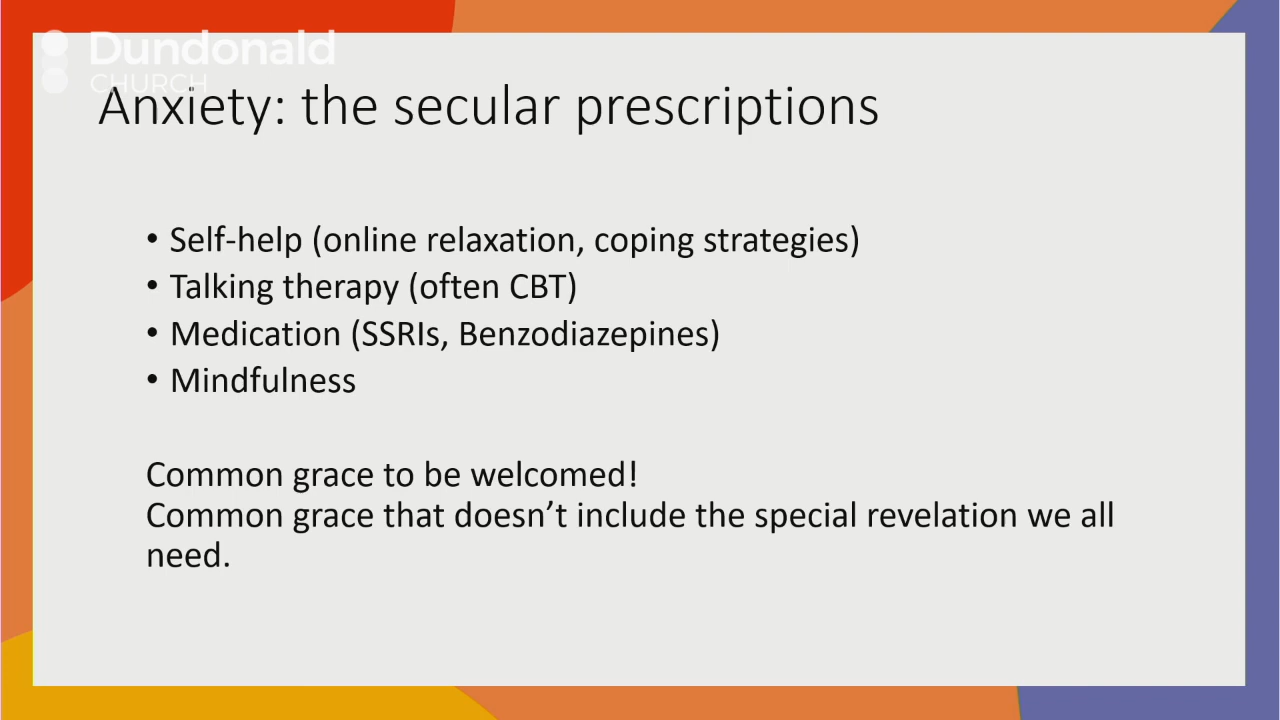 Dundonald
CHURCH
Anxiety: the secular prescriptions
• Self-help (online relaxation, coping strategies)
• Talking therapy (often CBT)
• Medication (SSRIs, Benzodiazepines)
• Mindfulness
Common grace to be welcomed!
Common grace that doesn’t include the special revelation we all
need.